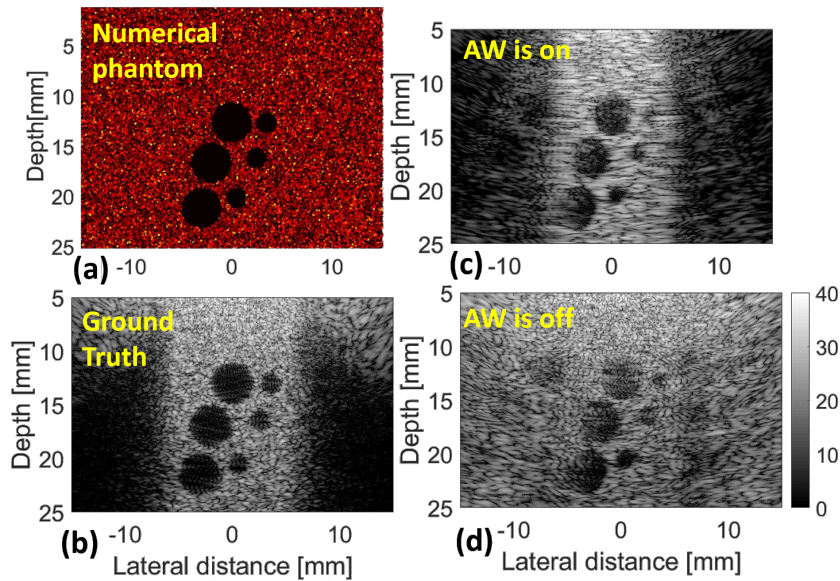 Numerical
phantom
Depth[mm]
1
5
10
15
20
25
-10
0
10
(a)
AW is on
Depth [mm]
5
10
15
20
25
-10
0
10
(c)
Ground
Truth
Depth [mm]
5
10
15
20
25
-10
0
10
(b)
Lateral distance [mm]
AW is off
Depth [mm]
5
10
15
20
25
-10
0
10
(d)
Lateral distance [mm]
40
30
20
10
0